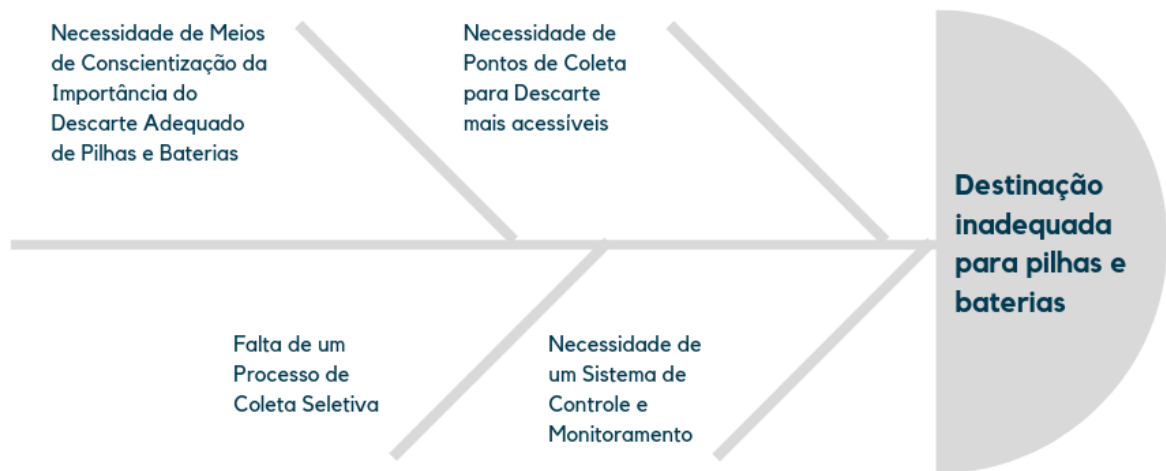 Necessidade de Meios
de Conscientização da
Importância do
Descarte Adequado
de Pilhas e Baterias
Necessidade de
Pontos de Coleta
para Descarte
mais acessíveis
Destinação
inadequada
para pilhas e
baterias
Falta de um
Processo de
Coleta Seletiva
Necessidade de
um Sistema de
Controle e
Monitoramento